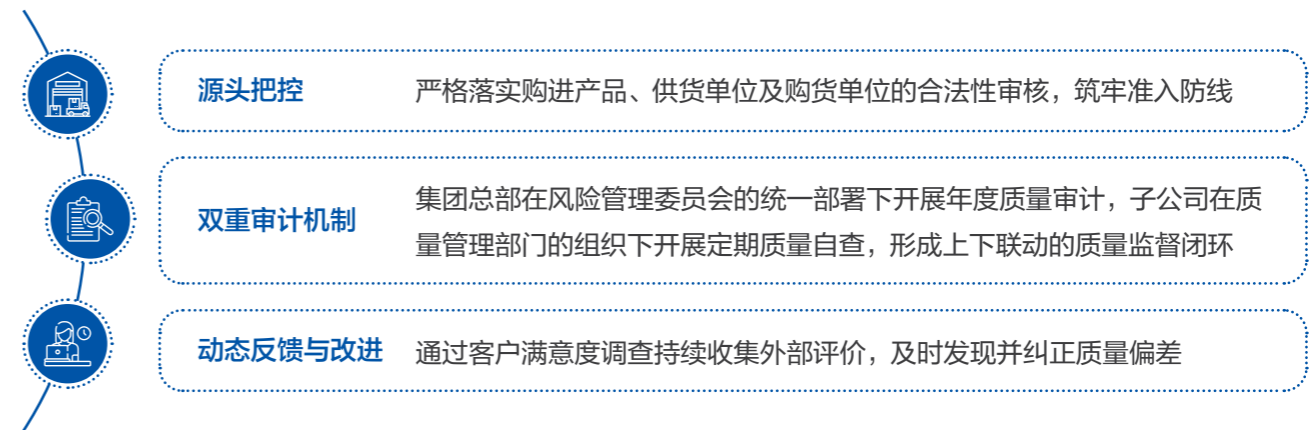 源头把控
严格落实购进产品、供货单位及购货单位的合法性审核，筑牢准入防线
双重审计机制
集团总部在风险管理委员会的统一部署下开展年度质量审计，子公司在质
量管理部门的组织下开展定期质量自查，形成上下联动的质量监督闭环
动态反馈与改进
通过客户满意度调查持续收集外部评价，及时发现并纠正质量偏差